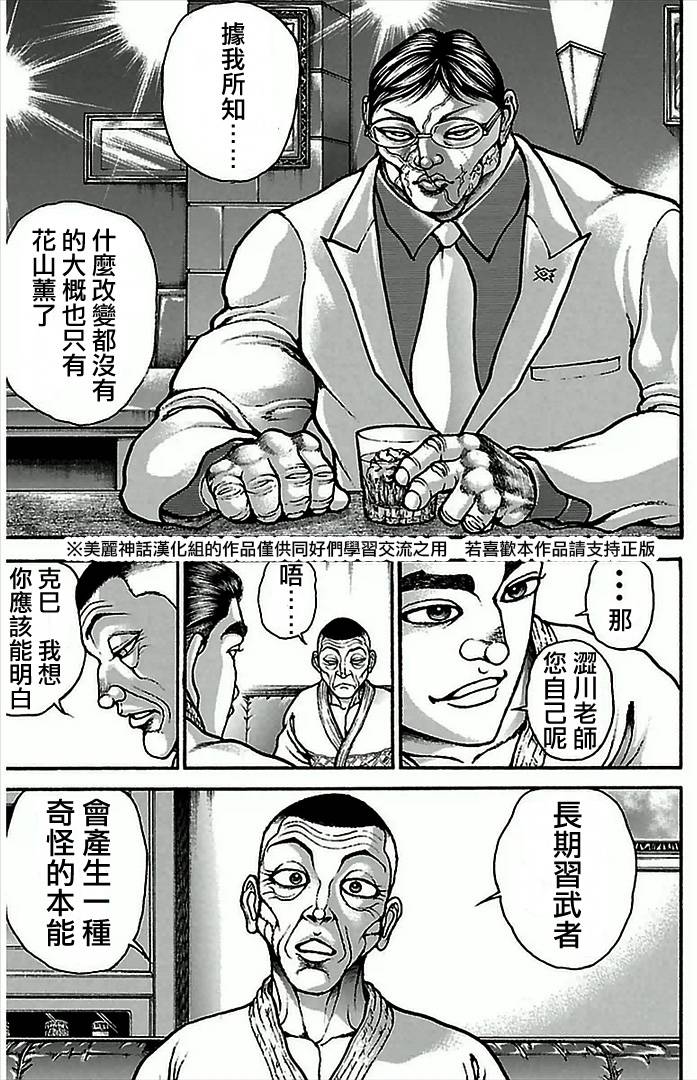 據我所知……
什麼改變都沒有
的大概也只有
花山薰了
※美麗神話漢化組的作品僅供同好們學習交流之用　若喜歡本作品請支持正版
…那
澀川老師
您自己呢
唔…
克巳　我想
你應該能明白
長期習武者
會產生一種
奇怪的本能